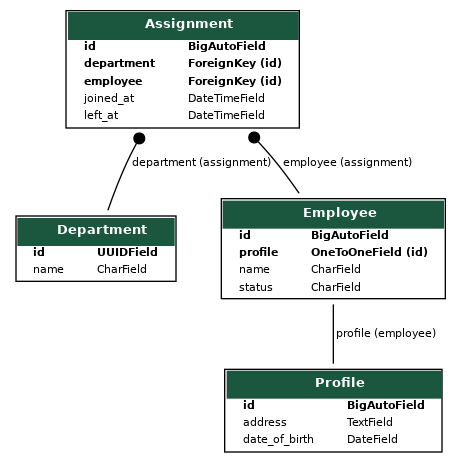 Assignment
id BigAutoField
department ForeignKey (id)
employee ForeignKey (id)
joined_at DateTimeField
left_at DateTimeField
department (assignment) employee (assignment)
Department
id UUIDField
name CharField
Employee
id BigAutoField
profile OneToOneField (id)
name CharField
status CharField
profile (employee)
Profile
id BigAutoField
address TextField
date_of_birth DateField